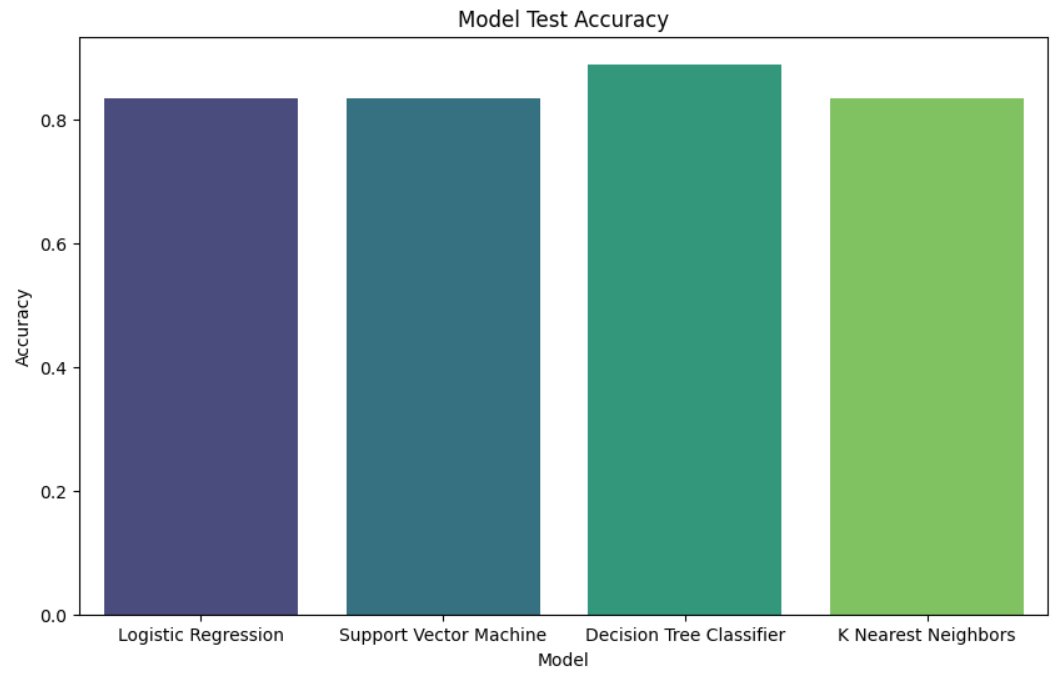 Model Test Accuracy
Accuracy
0.8
0.6
0.4
0.2
0.0
Logistic Regression
Support Vector Machine
Decision Tree Classifier
K Nearest Neighbors
Model